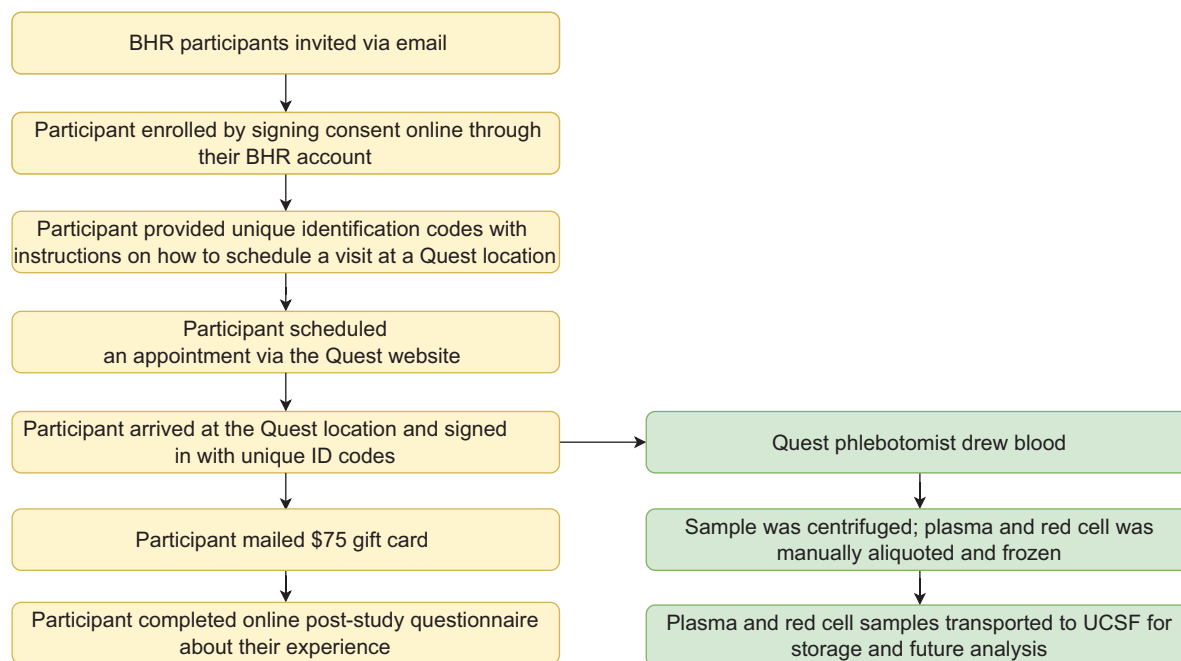 BHR participants invited via email
Participant enrolled by signing consent online through
their BHR account
Participant provided unique identification codes with
instructions on how to schedule a visit at a Quest location
Participant scheduled
an appointment via the Quest website
Participant arrived at the Quest location and signed
in with unique ID codes
Participant mailed $75 gift card
Participant completed online post-study questionnaire
about their experience
Quest phlebotomist drew blood
Sample was centrifuged; plasma and red cell was
manually aliquoted and frozen
Plasma and red cell samples transported to UCSF for
storage and future analysis